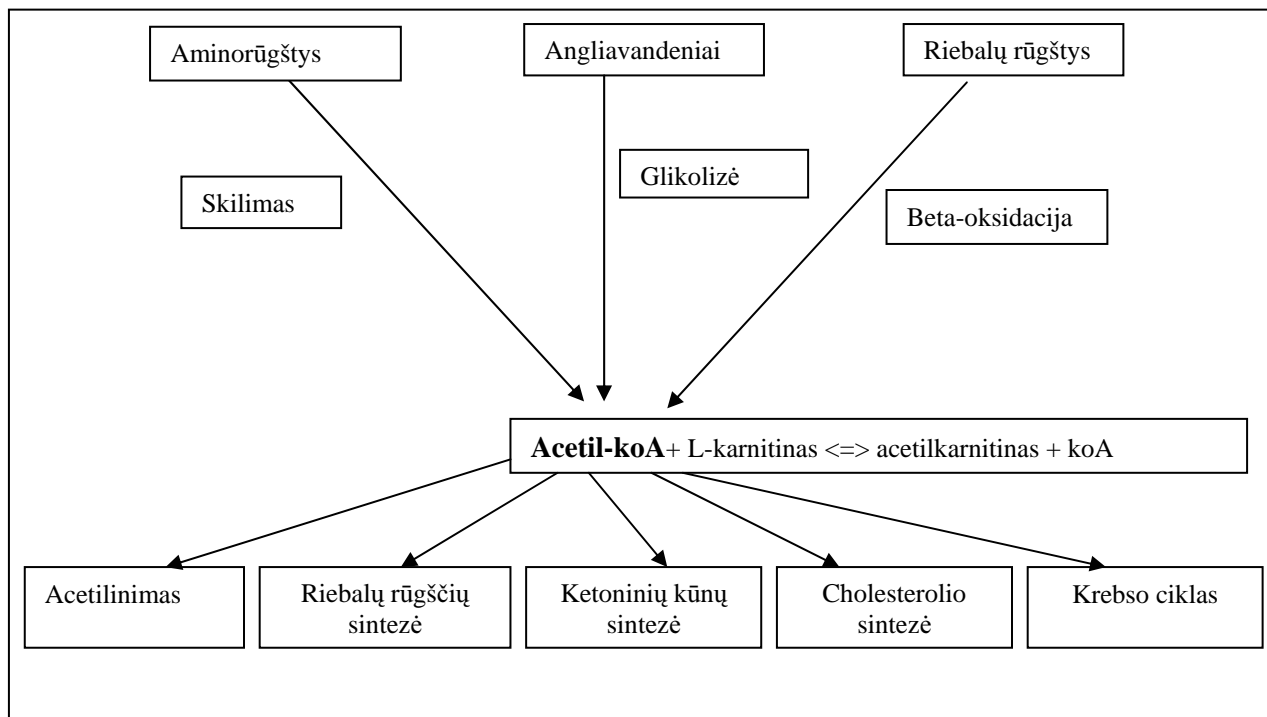 Aminorūgštys
Angliavandeniai
Riebalų rūgštys
Skilimas
Glikolizė
Beta-oksidacija
Acetil-koA+ L-karnitinas <=> acetilkarnitinas + koA
Acetilinimas
Riebalų rūgščių
sintezė
Ketoninių kūnų
sintezė
Cholesterolio
sintezė
Krebso ciklas